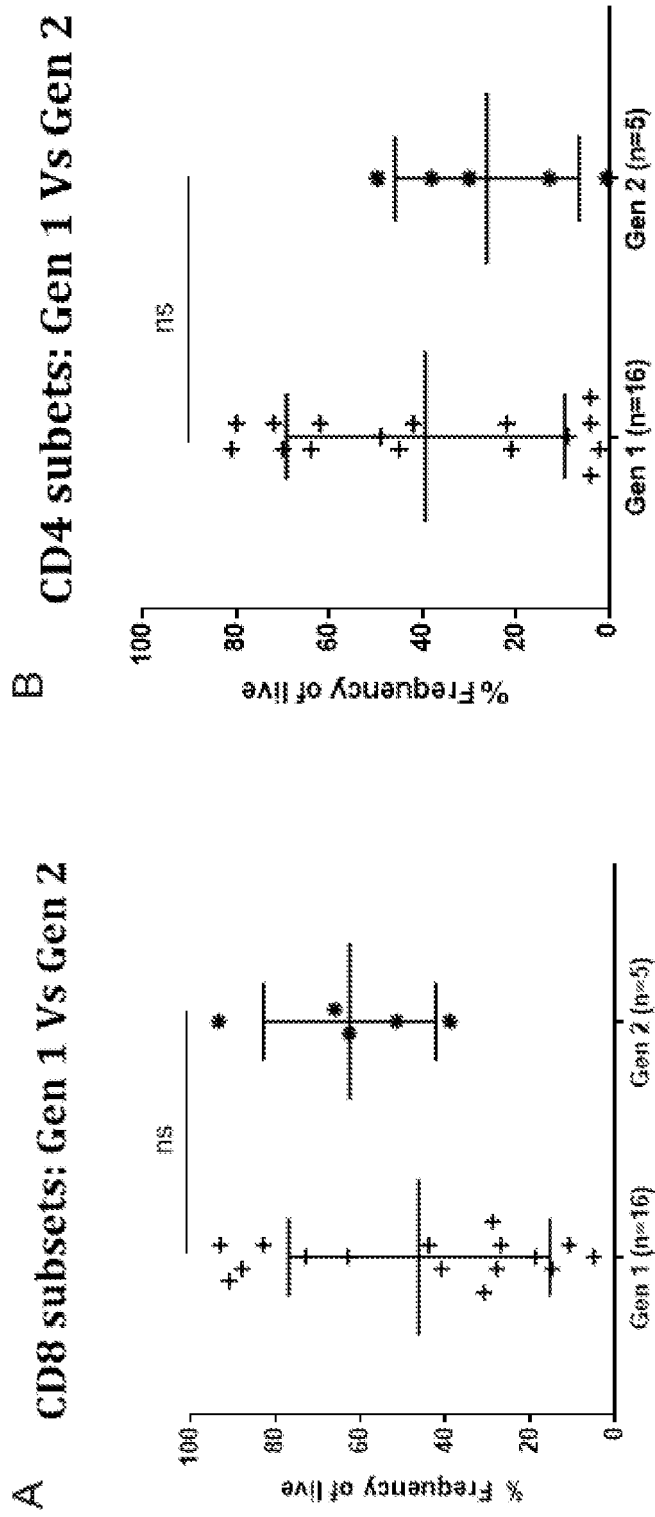 A
CD8 subsets: Gen 1 Vs Gen 2
ns
100
80
60
40
20
0
% Frequency of live
Gen 1 (n=16)
Gen 2 (n=5)
B
CD4 subets: Gen 1 Vs Gen 2
ns
100
80
60
40
20
0
% Frequency of live
Gen 1 (n=16)
Gen 2 (n=5)